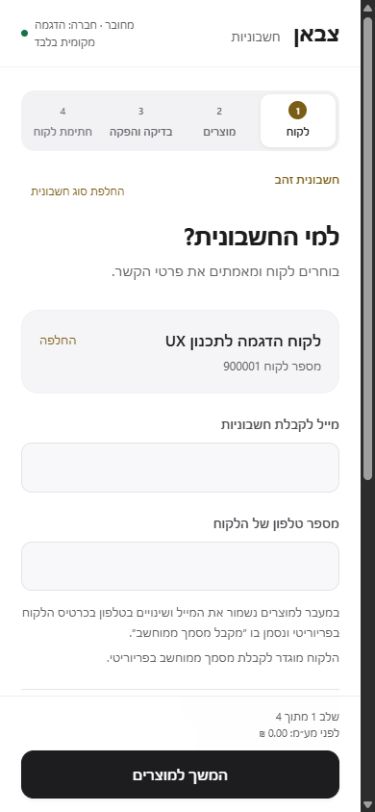 צבאן
חשבוניות
מחובר · חברה: הדגמה
מקומית בלבד
1
לקוח
2
מוצרים
3
בדיקה והפקה
4
חתימת לקוח
חשבונית זהב
החלפת סוג חשבונית
למי החשבונית?
בוחרים לקוח ומאמתים את פרטי הקשר.
לקוח הדגמה לתכנון UX
החלפה
מספר לקוח 900001
מייל לקבלת חשבוניות
מספר טלפון של הלקוח
במעבר למוצרים נשמור את המייל ושינויים בטלפון בכרטיס הלקוח
בפריוריטי ונסמן בו ״מקבל מסמך ממוחשב״.
הלקוח מוגדר לקבלת מסמך ממוחשב בפריוריטי.
שלב 1 מתוך 4
לפני מע״מ: 0.00 ₪
המשך למוצרים